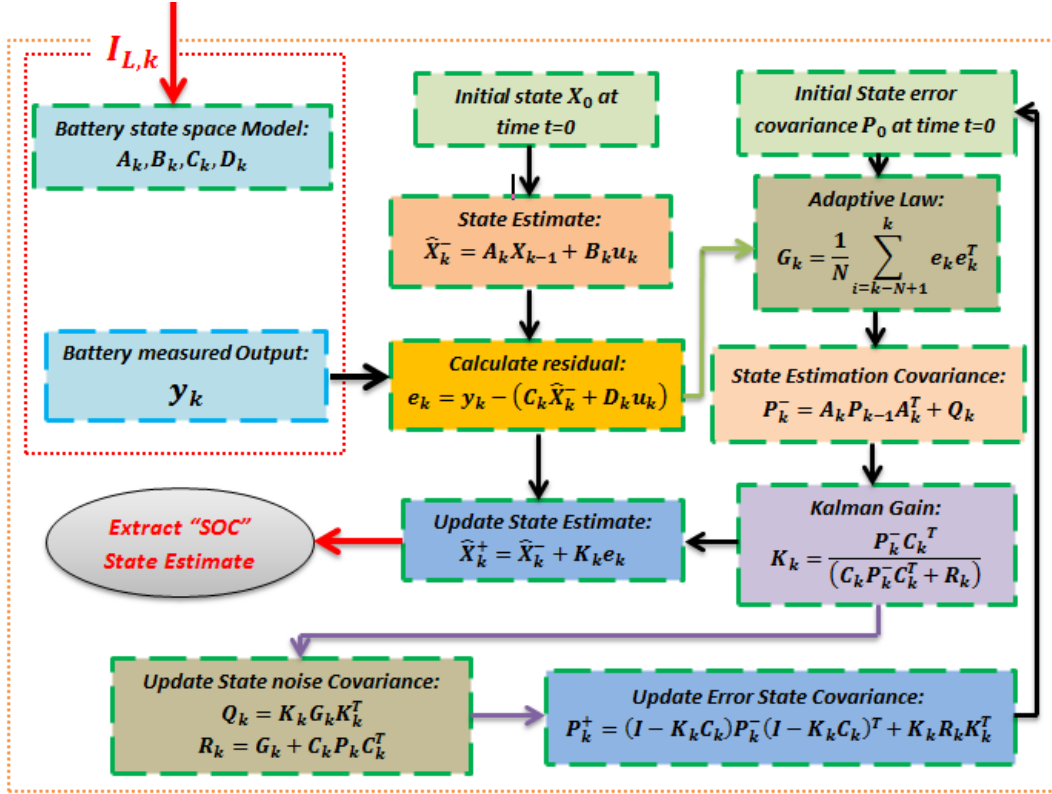 I_{L,k}
Battery state space Model:
A_k, B_k, C_k, D_k
Battery measured Output:
y_k
Initial state X_0 at
time t=0
State Estimate:
\hat{X}_k^- = A_k X_{k-1} + B_k u_k
Calculate residual:
e_k = y_k - (C_k \hat{X}_k^- + D_k u_k)
Update State Estimate:
\hat{X}_k^+ = \hat{X}_k^- + K_k e_k
Extract “SOC”
State Estimate
Initial State error
covariance P_0 at time t=0
Adaptive Law:
G_k = \frac{1}{N} \sum_{i=k-N+1}^{k} e_k e_k^T
State Estimation Covariance:
P_k^- = A_k P_{k-1} A_k^T + Q_k
Kalman Gain:
K_k = \frac{P_k^- C_k^T}{(C_k P_k^- C_k^T + R_k)}
Update State noise Covariance:
Q_k = K_k G_k K_k^T
R_k = G_k + C_k P_k C_k^T
Update Error State Covariance:
P_k^+ = (I - K_k C_k) P_k^- (I - K_k C_k)^T + K_k R_k K_k^T